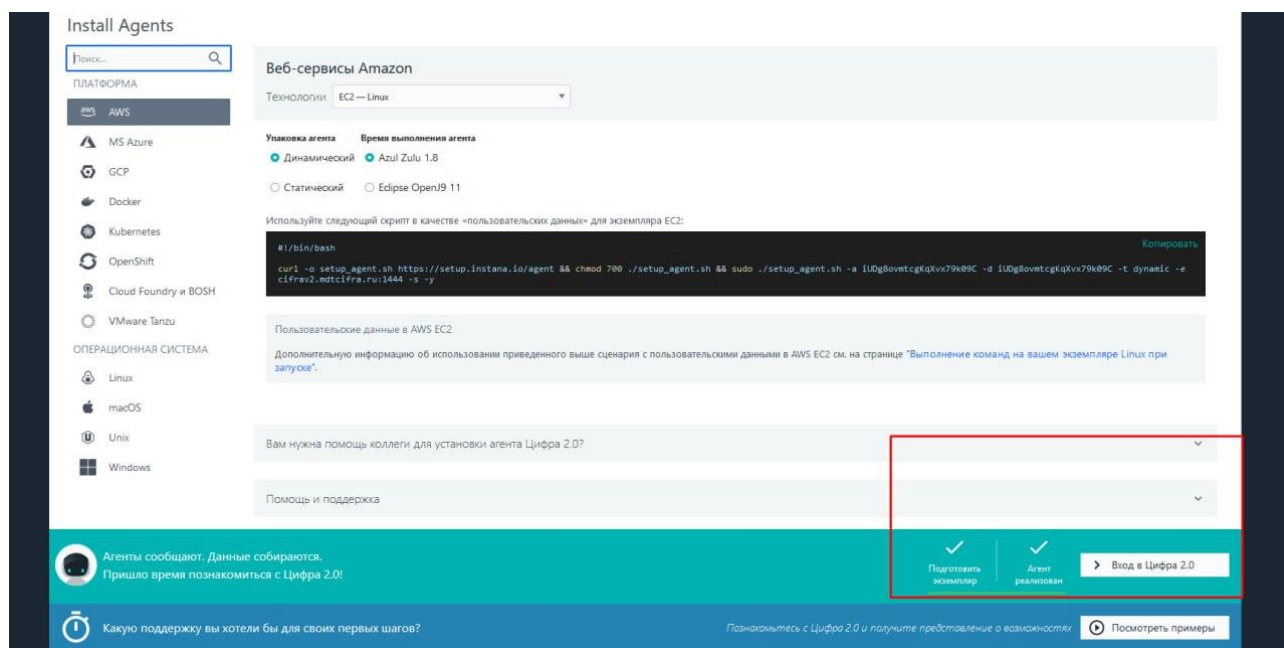 Install Agents
Поиск...
ПЛАТФОРМА
aws AWS
MS Azure
GCP
Docker
Kubernetes
OpenShift
Cloud Foundry и BOSH
VMware Tanzu
ОПЕРАЦИОННАЯ СИСТЕМА
Linux
macOS
Unix
Windows
Веб-сервисы Amazon
Технологии EC2 — Linux
Упаковка агента Время выполнения агента
Динамический Azul Zulu 1.8
Статический Eclipse OpenJ9 11
Используйте следующий скрипт в качестве «пользовательских данных» для экземпляра EC2:
Копировать
#!/bin/bash
curl -o setup_agent.sh https://setup.instana.io/agent && chmod 700 ./setup_agent.sh && sudo ./setup_agent.sh -a iUDgBovmtcgKqXvx79k09C -d iUDgBovmtcgKqXvx79k09C -t dynamic -e
cifrav2.mdtcifra.ru:1444 -s -y
Пользовательские данные в AWS EC2
Дополнительную информацию об использовании приведенного выше сценария с пользовательскими данными в AWS EC2 см. на странице "Выполнение команд на вашем экземпляре Linux при
запуске".
Вам нужна помощь коллеги для установки агента Цифра 2.0?
Помощь и поддержка
Агенты сообщают. Данные собираются.
Пришло время познакомиться с Цифра 2.0!
Подготовить
экземпляр
Агент
реализован
Вход в Цифра 2.0
Какую поддержку вы хотели бы для своих первых шагов?
Познакомьтесь с Цифра 2.0 и получите представление о возможностях
Посмотреть примеры